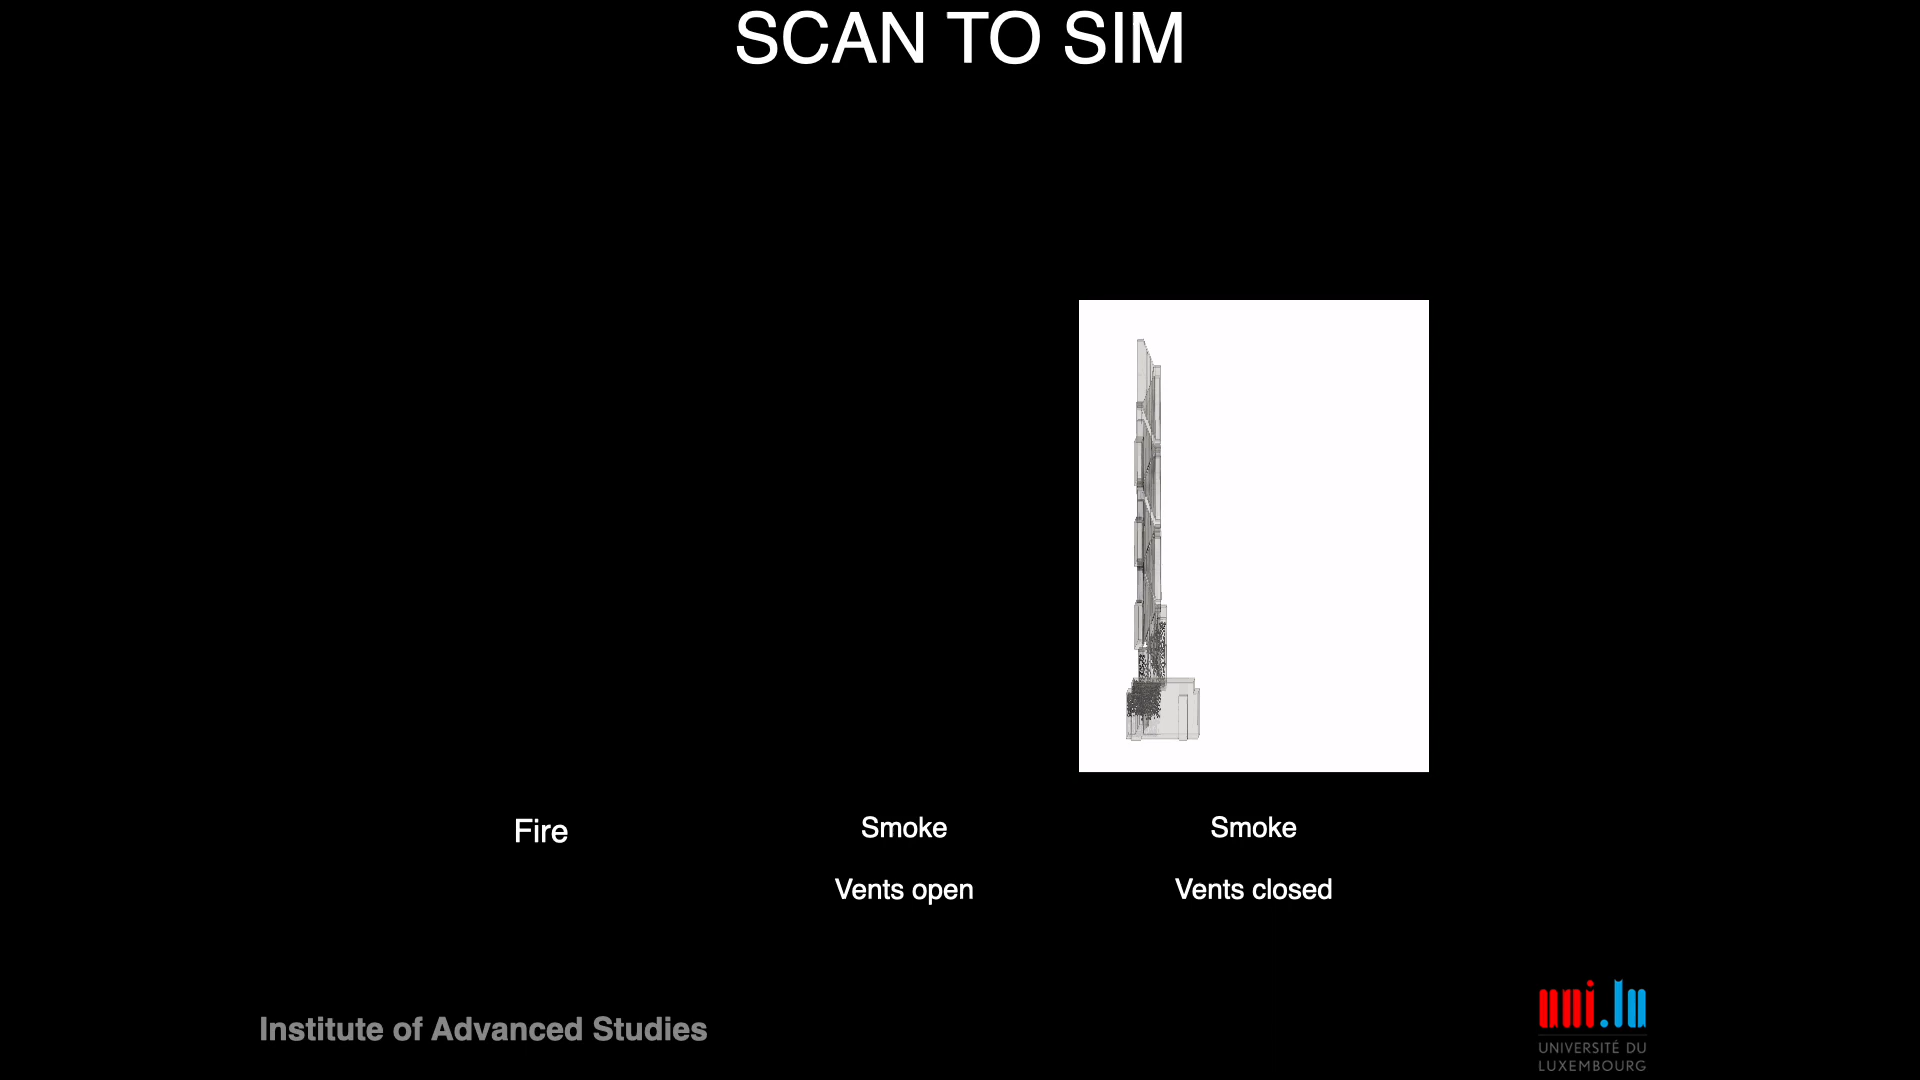 SCAN TO SIM
Fire
Smoke
Smoke
Vents open
Vents closed
Institute of Advanced Studies
uni.lu
UNIVERSITÉ DU
LUXEMBOURG